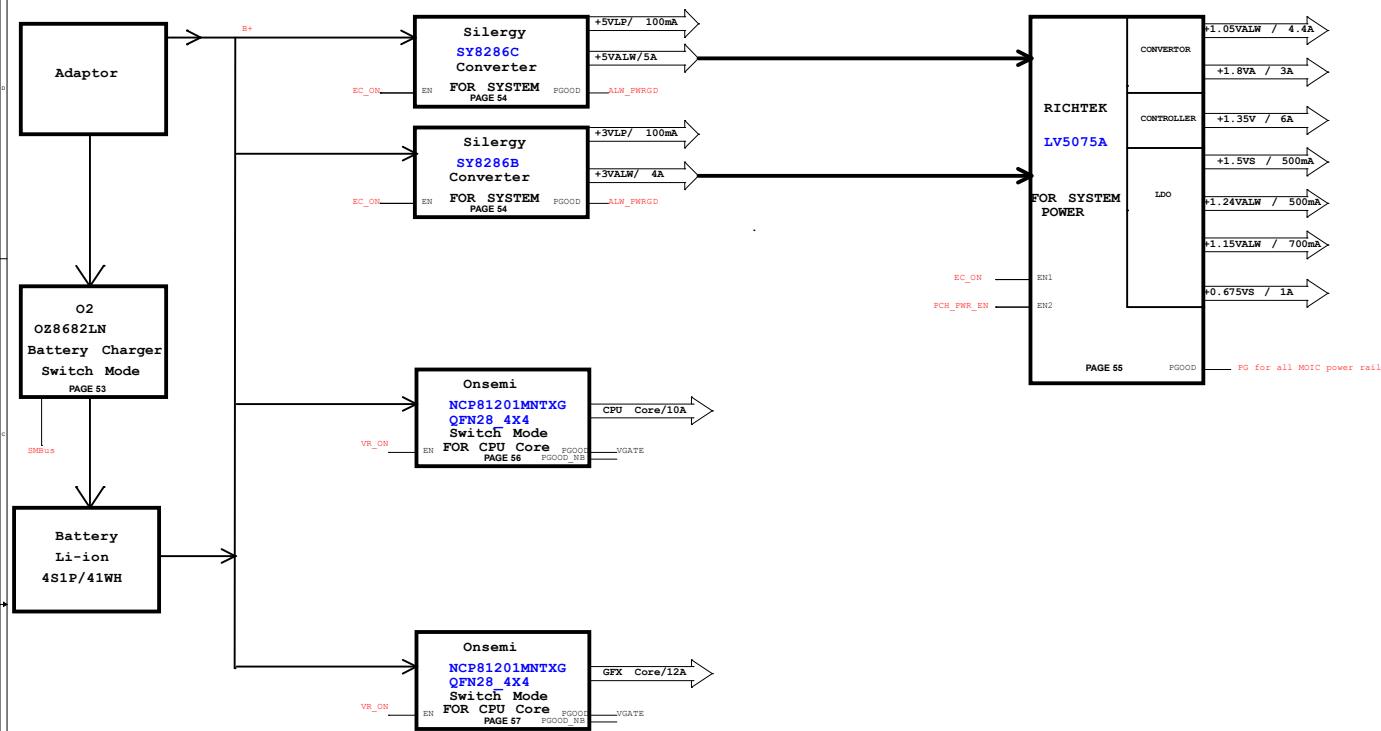 Adaptor
B+
Silergy
SY8286C
Converter
FOR SYSTEM
PAGE 54
EC_ON
EN
PGOOD
ALW_PWRGD
+5VLP/ 100mA
+5VALW/5A
Silergy
SY8286B
Converter
FOR SYSTEM
PAGE 54
EC_ON
EN
PGOOD
ALW_PWRGD
+3VLP/ 100mA
+3VALW/ 4A
RICHTEK
LV5075A
FOR SYSTEM
POWER
CONVERTOR
CONTROLLER
LDO
+1.05VALW / 4.4A
+1.8VA / 3A
+1.35V / 6A
+1.5VS / 500mA
+1.24VALW / 500mA
+1.15VALW / 700mA
+0.675VS / 1A
EC_ON
EN1
PCH_PWR_EN
EN2
PAGE 55
PGOOD
PG for all MOIC power rail
O2
OZ8682LN
Battery Charger
Switch Mode
PAGE 53
SMBus
Battery
Li-ion
4S1P/41WH
Onsemi
NCP81201MNTXG
QFN28_4X4
Switch Mode
FOR CPU Core
PAGE 56
VR_ON
EN
PGOOD
PGOOD_NB
VGATE
CPU Core/10A
Onsemi
NCP81201MNTXG
QFN28_4X4
Switch Mode
FOR CPU Core
PAGE 57
VR_ON
EN
PGOOD
PGOOD_NB
VGATE
GFX Core/12A
D
C